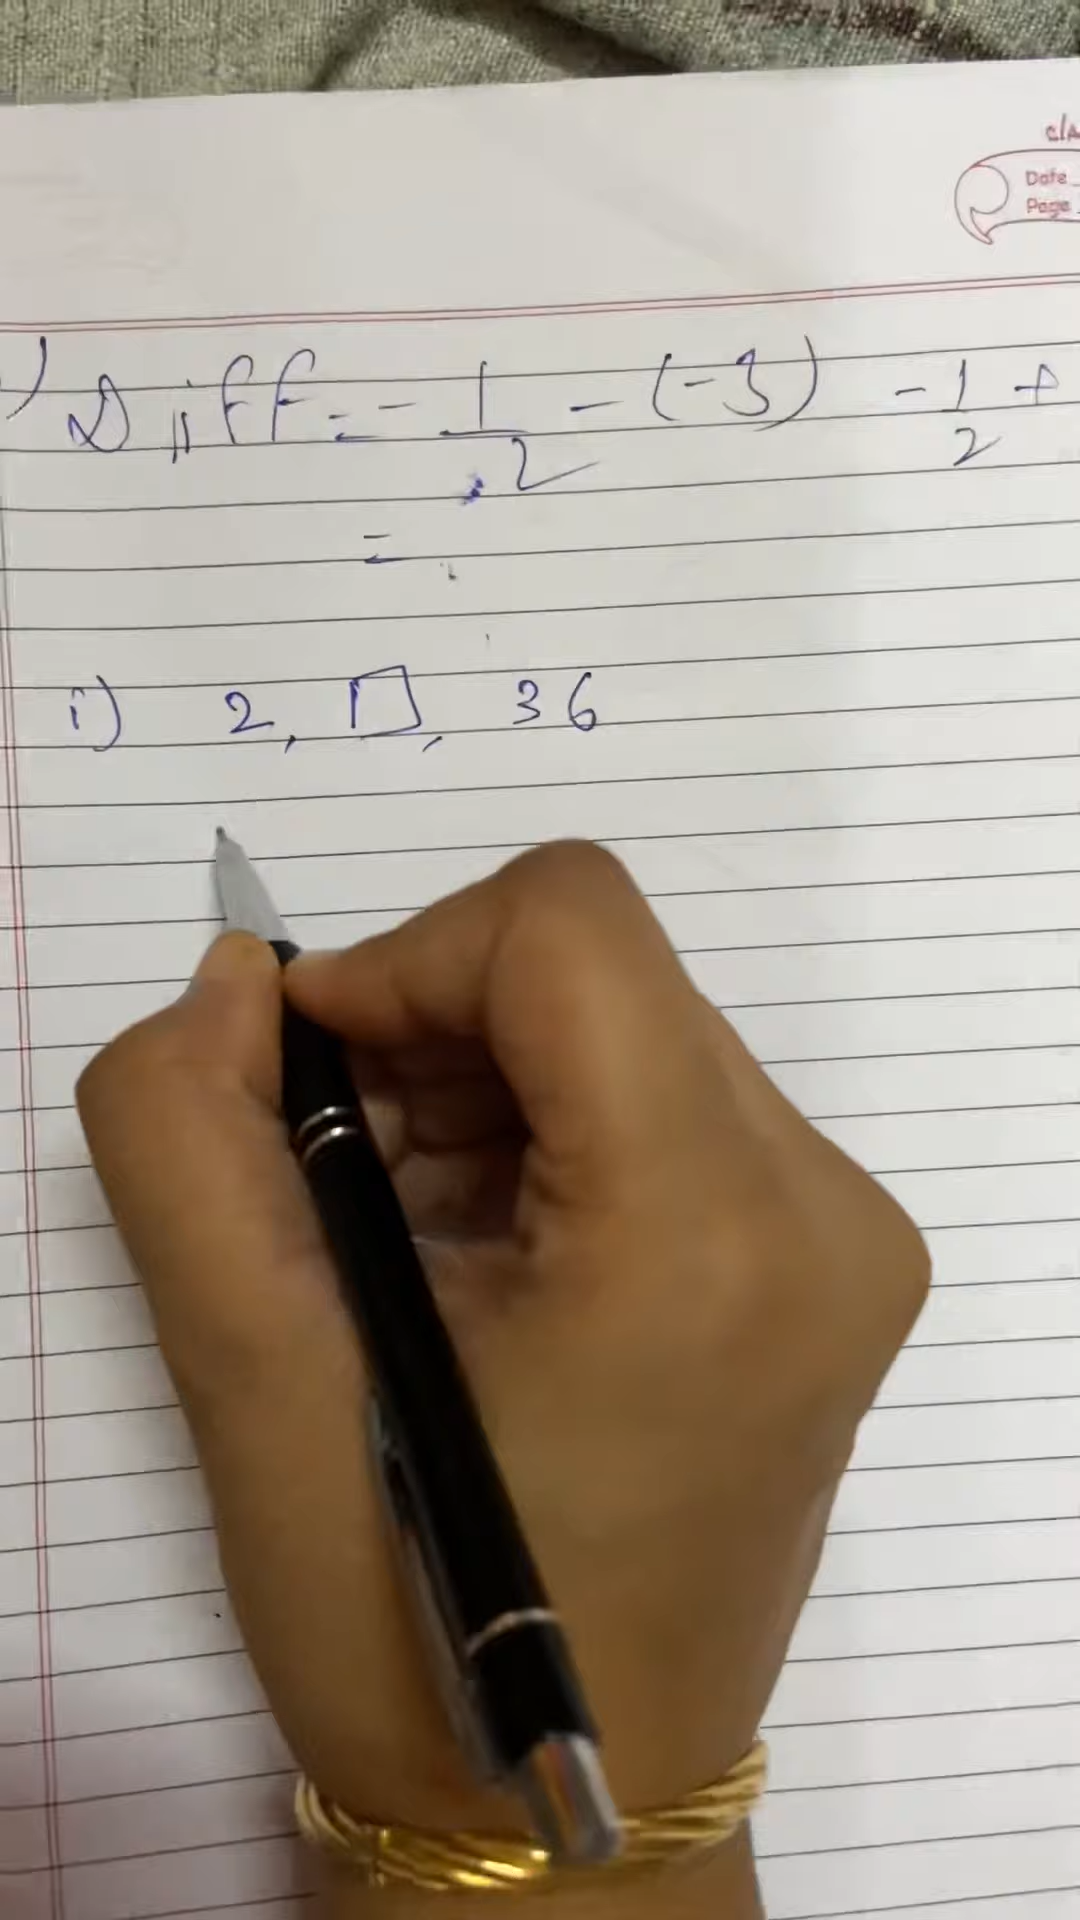 Date
Page
) Diff = - 1/2 - (-3) - 1/2 +
=
i) 2, □, 36